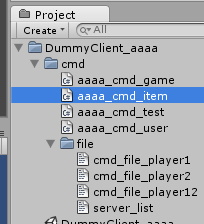 Project
Create
All
DummyClient_aaaa
cmd
aaaa_cmd_game
aaaa_cmd_item
aaaa_cmd_test
aaaa_cmd_user
file
cmd_file_player1
cmd_file_player2
cmd_file_player12
server_list
DummyClient_aaaa